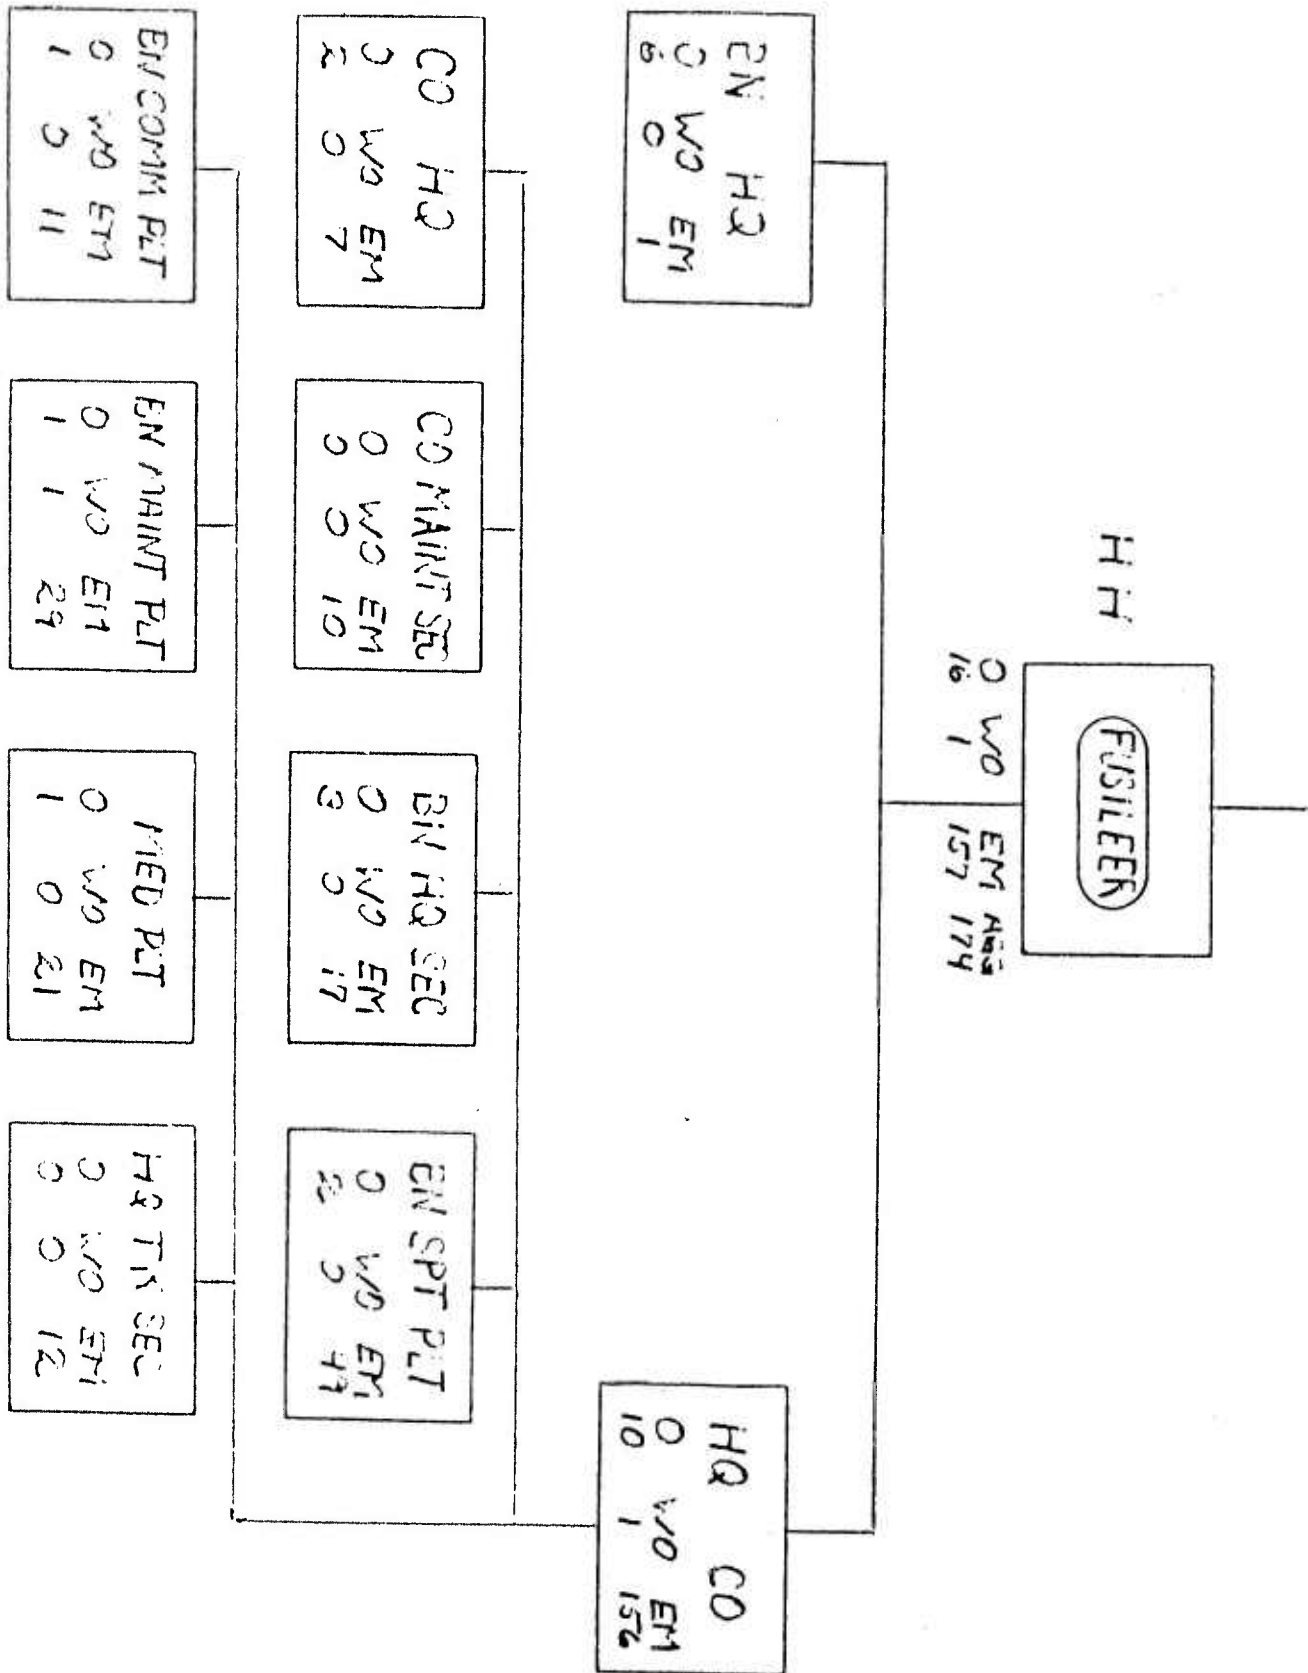 FUSILEER
HH
O WO EM AGG
16 1 157 174
BN HQ
O WO EM
6 0 1
HQ CO
O WO EM
10 1 156
CO HQ
O WO EM
2 0 7
CO MAINT SEC
O WO EM
0 0 10
BN HQ SEC
O WO EM
3 0 17
BN SPT PLT
O WO EM
2 0 49
BN COMM PLT
O WO EM
1 0 11
BN MAINT PLT
O WO EM
1 1 29
MED PLT
O WO EM
1 0 21
HQ TK SEC
O WO EM
0 0 12